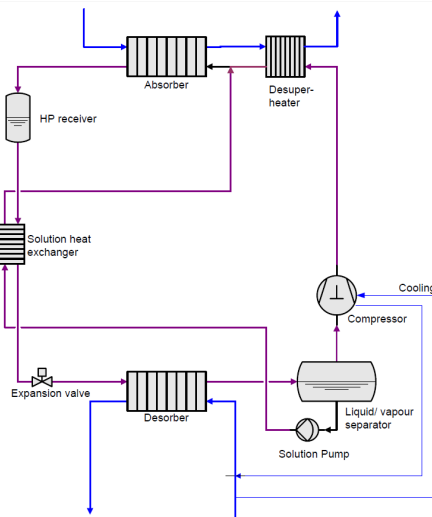 Absorber
Desuper-
heater
HP receiver
Solution heat
exchanger
Cooling
Compressor
Expansion valve
Desorber
Liquid/ vapour
separator
Solution Pump